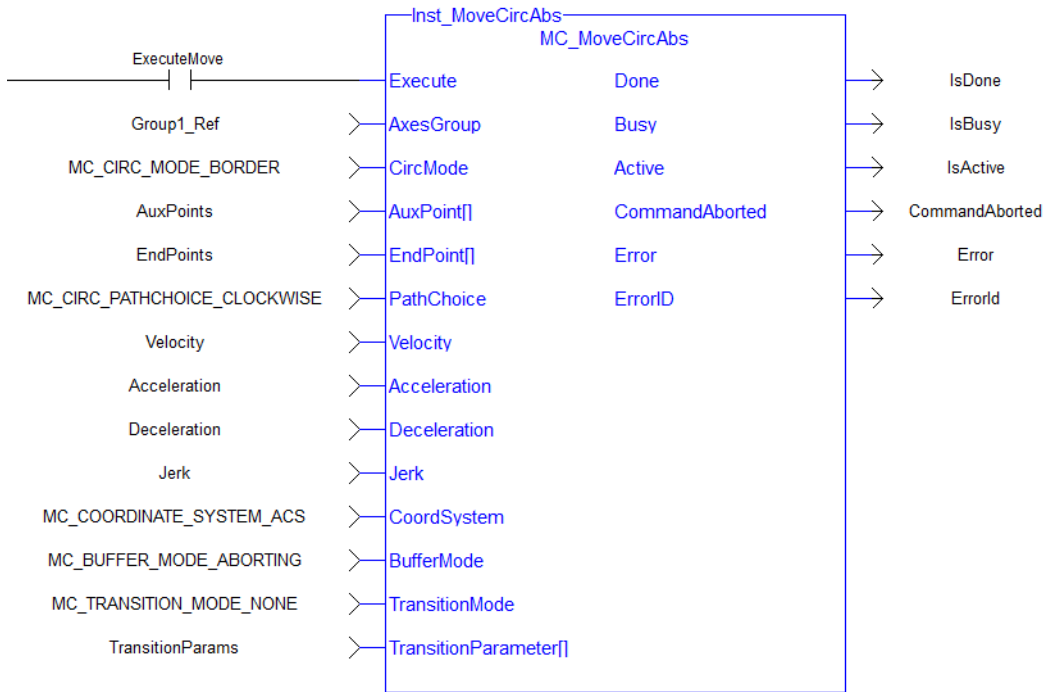 Inst_MoveCircAbs
MC_MoveCircAbs
ExecuteMove Execute Done IsDone
Group1_Ref AxesGroup Busy IsBusy
MC_CIRC_MODE_BORDER CircMode Active IsActive
AuxPoints AuxPoint[] CommandAborted CommandAborted
EndPoints EndPoint[] Error Error
MC_CIRC_PATHCHOICE_CLOCKWISE PathChoice ErrorID ErrorId
Velocity Velocity
Acceleration Acceleration
Deceleration Deceleration
Jerk Jerk
MC_COORDINATE_SYSTEM_ACS CoordSystem
MC_BUFFER_MODE_ABORTING BufferMode
MC_TRANSITION_MODE_NONE TransitionMode
TransitionParams TransitionParameter[]